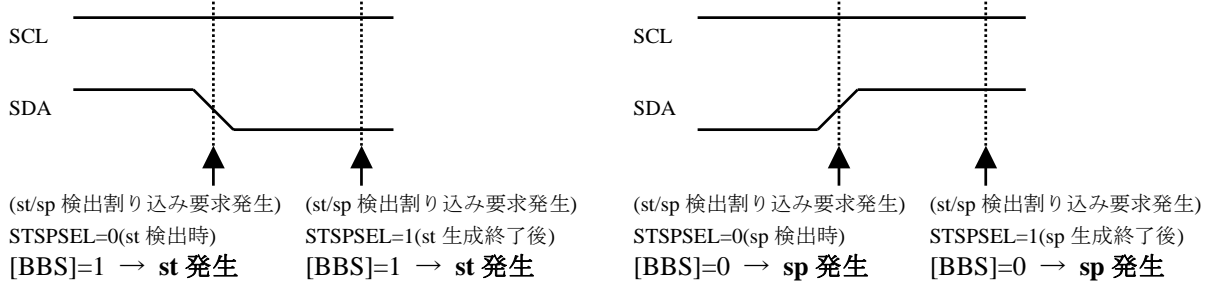 SCL
SDA
(st/sp 検出割り込み要求発生)
STSPSEL=0(st 検出時)
[BBS]=1 → st 発生
(st/sp 検出割り込み要求発生)
STSPSEL=1(st 生成終了後)
[BBS]=1 → st 発生
SCL
SDA
(st/sp 検出割り込み要求発生)
STSPSEL=0(sp 検出時)
[BBS]=0 → sp 発生
(st/sp 検出割り込み要求発生)
STSPSEL=1(sp 生成終了後)
[BBS]=0 → sp 発生